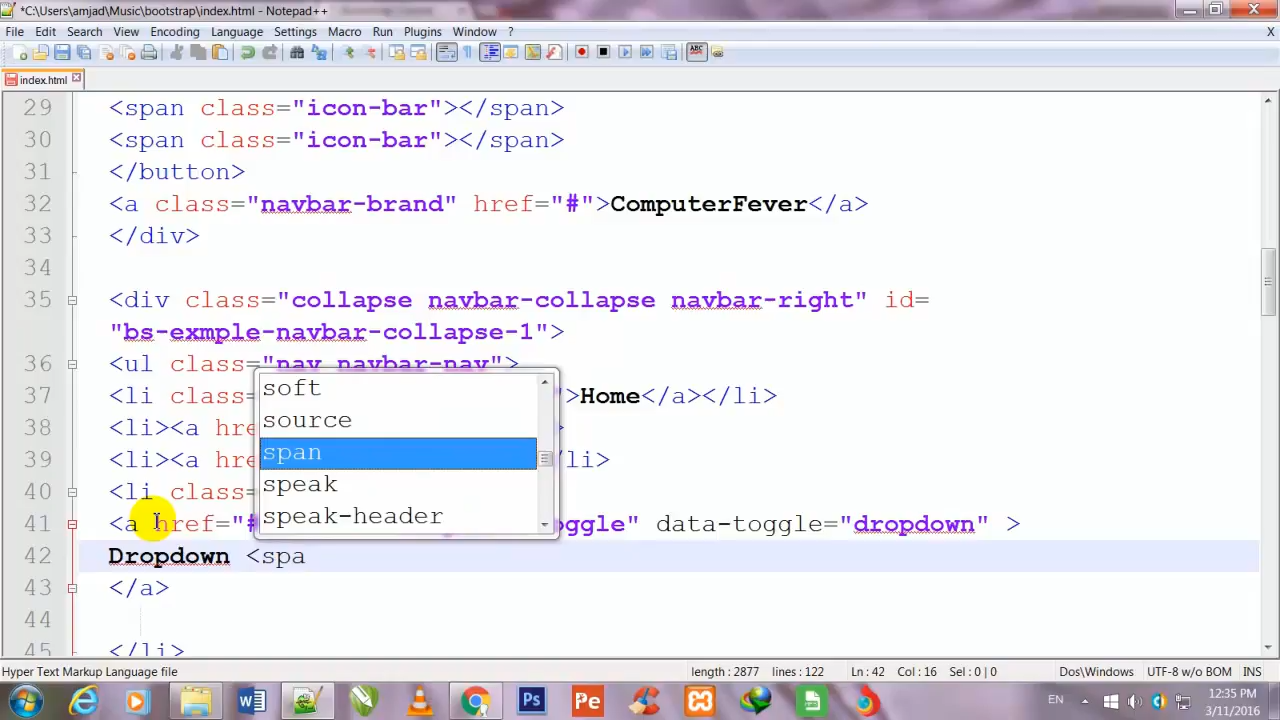 *C:\Users\amjad\Music\bootstrap\index.html - Notepad++
File Edit Search View Encoding Language Settings Macro Run Plugins Window ? X
index.html
29 <span class="icon-bar"></span>
30 <span class="icon-bar"></span>
31 </button>
32 <a class="navbar-brand" href="#">ComputerFever</a>
33 </div>
34
35 <div class="collapse navbar-collapse navbar-right" id=
"bs-exmple-navbar-collapse-1">
36 <ul class="nav navbar-nav">
37 <li class= ">Home</a></li>
38 <li><a hre >
39 <li><a hre li>
40 <li class=
41 <a href="# oggle" data-toggle="dropdown" >
42 Dropdown <spa
43 </a>
44
45 </li>
soft
source
span
speak
speak-header
Hyper Text Markup Language file length : 2877 lines : 122 Ln : 42 Col : 16 Sel : 0 | 0 Dos\Windows UTF-8 w/o BOM INS
W Ps Pe EN 12:35 PM
3/11/2016